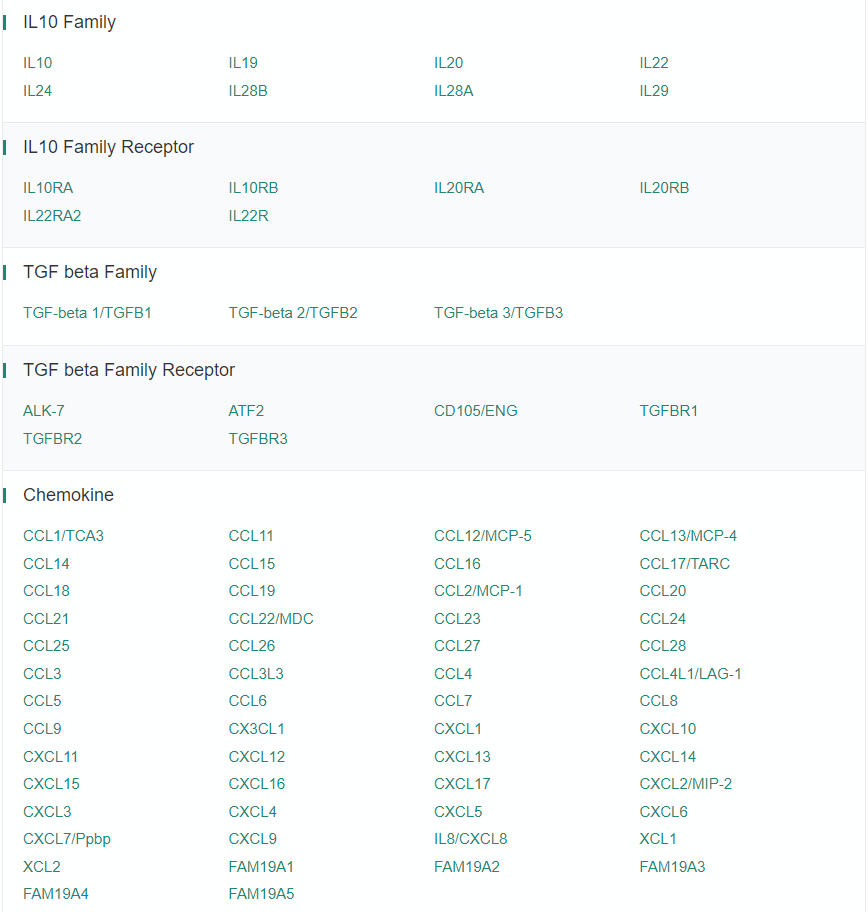 IL10 Family
IL10 IL19 IL20 IL22
IL24 IL28B IL28A IL29
IL10 Family Receptor
IL10RA IL10RB IL20RA IL20RB
IL22RA2 IL22R
TGF beta Family
TGF-beta 1/TGFB1 TGF-beta 2/TGFB2 TGF-beta 3/TGFB3
TGF beta Family Receptor
ALK-7 ATF2 CD105/ENG TGFBR1
TGFBR2 TGFBR3
Chemokine
CCL1/TCA3 CCL11 CCL12/MCP-5 CCL13/MCP-4
CCL14 CCL15 CCL16 CCL17/TARC
CCL18 CCL19 CCL2/MCP-1 CCL20
CCL21 CCL22/MDC CCL23 CCL24
CCL25 CCL26 CCL27 CCL28
CCL3 CCL3L3 CCL4 CCL4L1/LAG-1
CCL5 CCL6 CCL7 CCL8
CCL9 CX3CL1 CXCL1 CXCL10
CXCL11 CXCL12 CXCL13 CXCL14
CXCL15 CXCL16 CXCL17 CXCL2/MIP-2
CXCL3 CXCL4 CXCL5 CXCL6
CXCL7/Ppbp CXCL9 IL8/CXCL8 XCL1
XCL2 FAM19A1 FAM19A2 FAM19A3
FAM19A4 FAM19A5